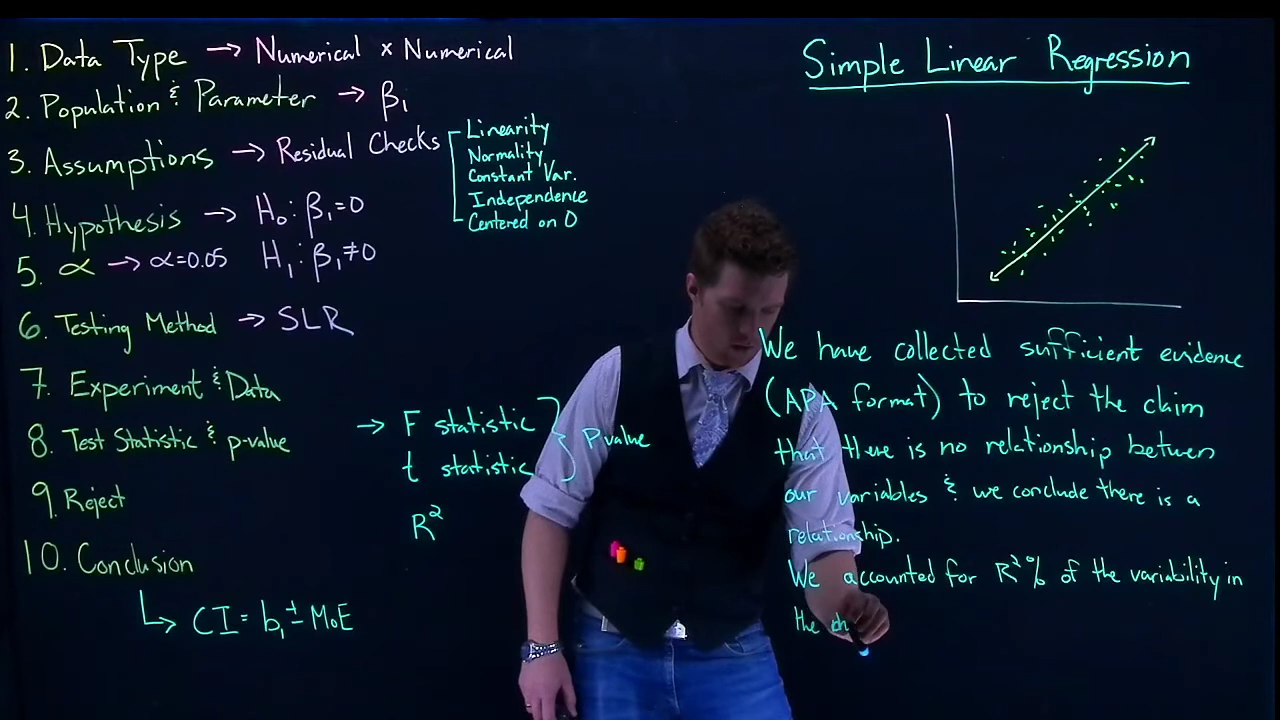 1. Data Type → Numerical x Numerical
2. Population & Parameter → β₁
3. Assumptions → Residual Checks
Linearity
Normality
Constant Var.
Independence
Centered on 0
4. Hypothesis → H₀: β₁=0
H₁: β₁≠0
5. α → α=0.05
6. Testing Method → SLR
7. Experiment & Data
8. Test Statistic & p-value
→ F statistic
t statistic
P value
R²
9. Reject
10. Conclusion
↳ CI = b₁ ± MoE
Simple Linear Regression
We have collected sufficient evidence
(APA format) to reject the claim
that there is no relationship between
our variables & we conclude there is a
relationship.
We accounted for R²% of the variability in
the